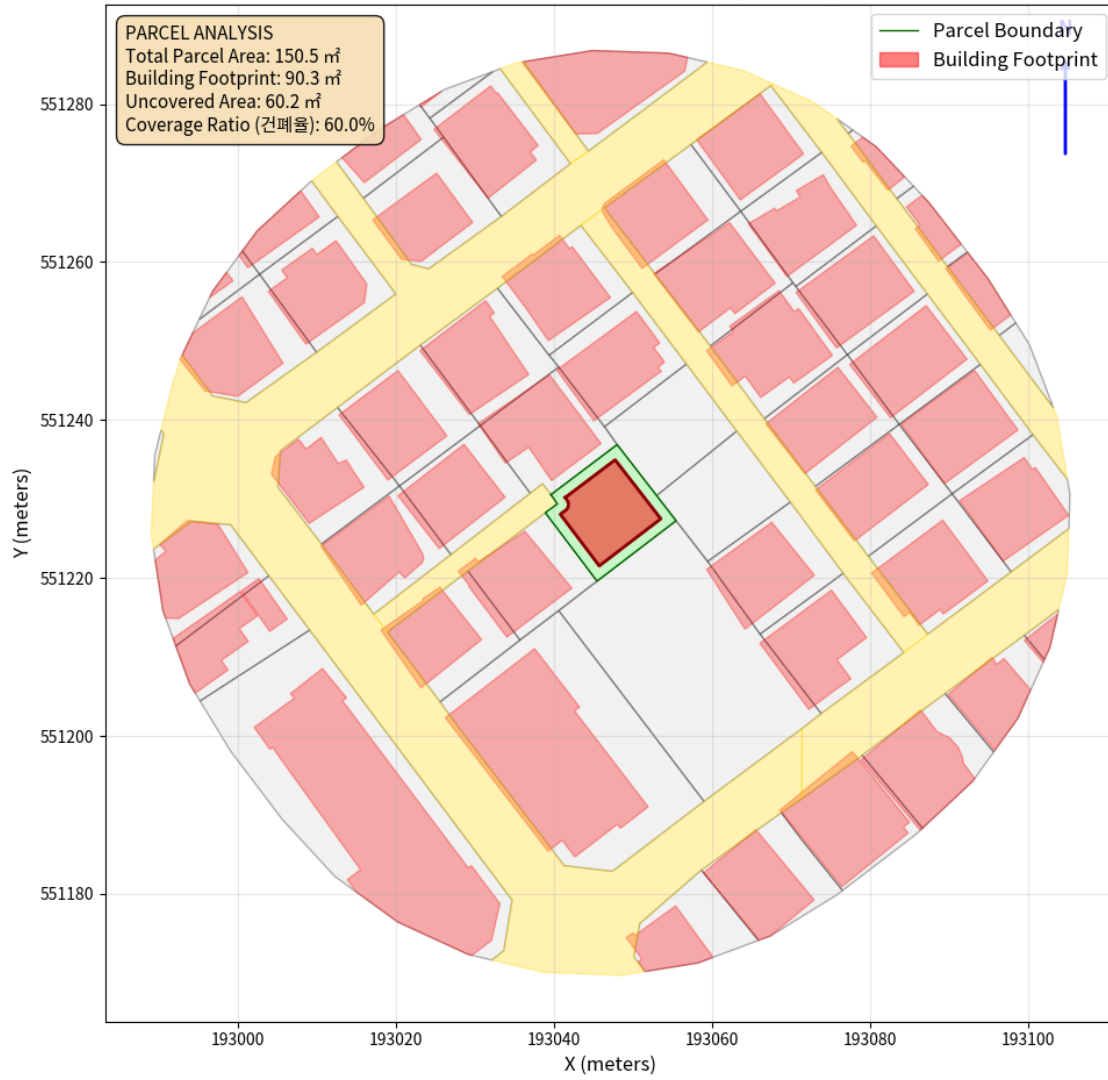 PARCEL ANALYSIS
Total Parcel Area: 150.5 ㎡
Building Footprint: 90.3 ㎡
Uncovered Area: 60.2 ㎡
Coverage Ratio (건폐율): 60.0%
Parcel Boundary
Building Footprint
N
551280
551260
551240
551220
551200
551180
Y (meters)
193000
193020
193040
193060
193080
193100
X (meters)